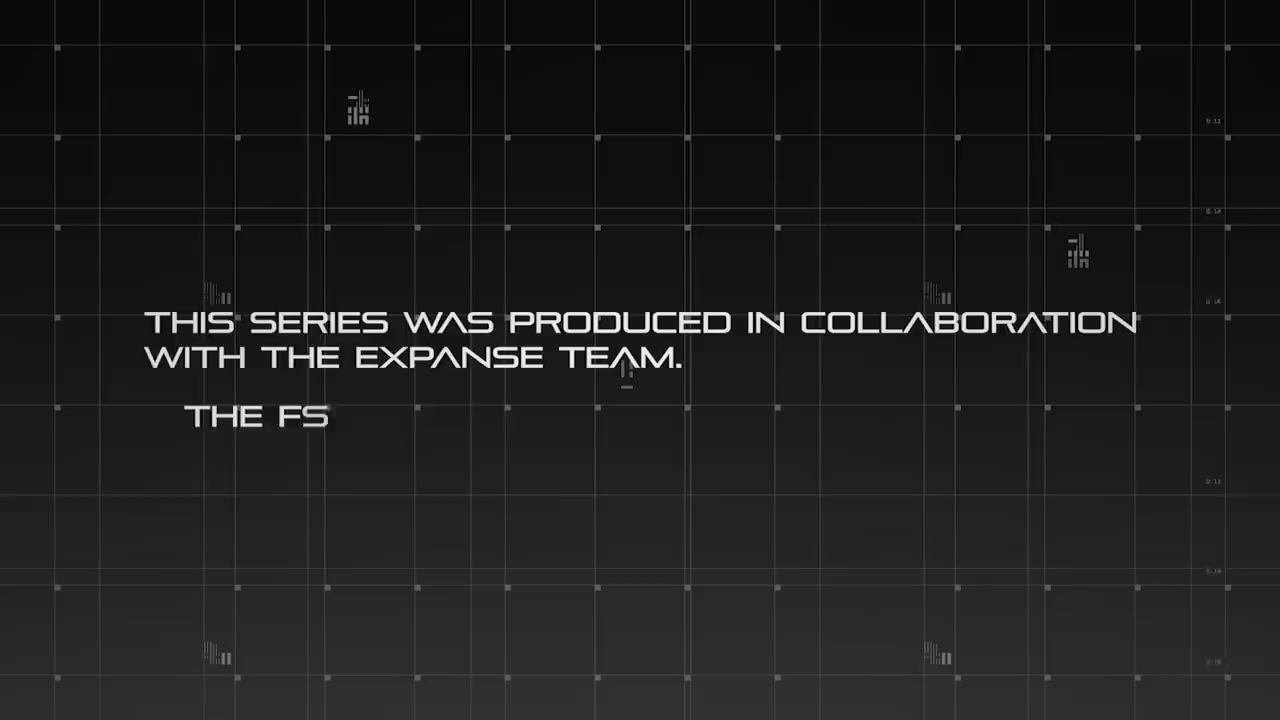 THIS SERIES WAS PRODUCED IN COLLABORATION
WITH THE EXPANSE TEAM.
THE FS